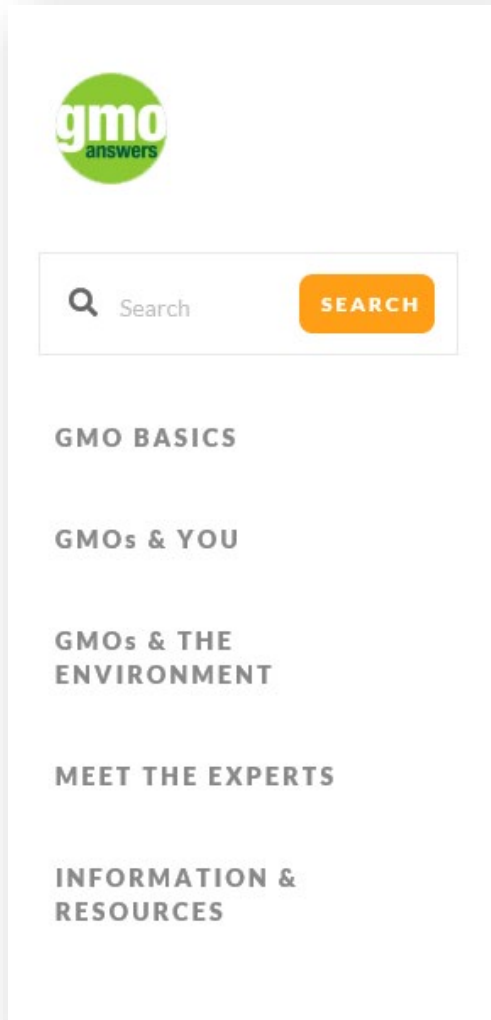 gmo
answers
Search
SEARCH
GMO BASICS
GMOs & YOU
GMOs & THE
ENVIRONMENT
MEET THE EXPERTS
INFORMATION &
RESOURCES